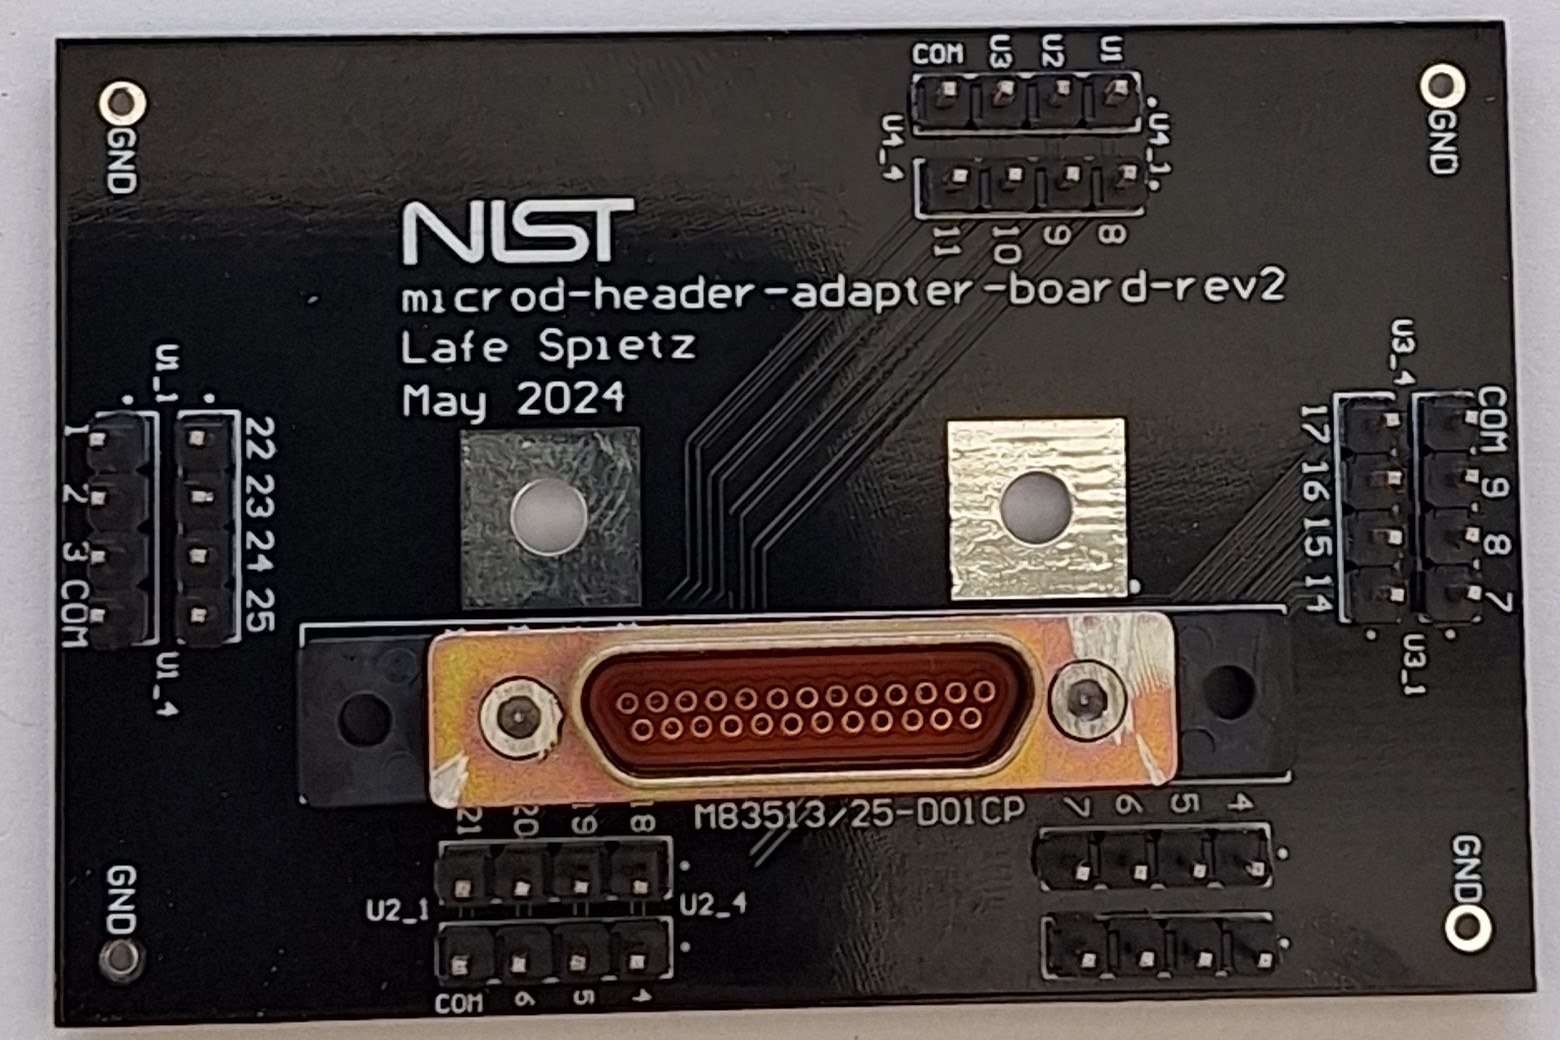 COM U3 U2 U1
GND
GND
U4_4
U4_1
11 10 9 8
NIST
microd-header-adapter-board-rev2
Lafe Spietz
May 2024
U1_1
1 2 3 COM
22 23 24 25
U1_4
U3_4
17 16 15 14
COM 9 8 7
U3_1
21 20 19 18
M83513/25-D01CP
7 6 5 4
U2_1
U2_4
COM 6 5 4
GND
GND